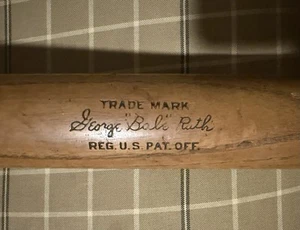 TRADE MARK
George "Babe" Ruth
REG. U.S. PAT. OFF.